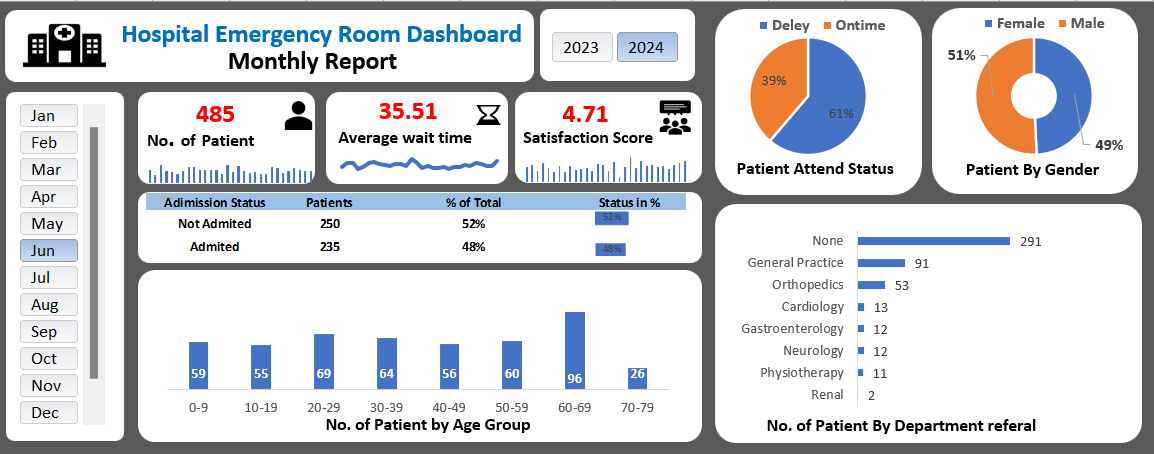 Hospital Emergency Room Dashboard
Monthly Report
2023 2024
Jan
Feb
Mar
Apr
May
Jun
Jul
Aug
Sep
Oct
Nov
Dec
485
No. of Patient
35.51
Average wait time
4.71
Satisfaction Score
Admission Status Patients % of Total Status in %
Not Admited 250 52% 52%
Admited 235 48% 48%
59 55 69 64 56 60 96 26
0-9 10-19 20-29 30-39 40-49 50-59 60-69 70-79
No. of Patient by Age Group
Deley Ontime
39%
61%
Patient Attend Status
Female Male
51%
49%
Patient By Gender
None 291
General Practice 91
Orthopedics 53
Cardiology 13
Gastroenterology 12
Neurology 12
Physiotherapy 11
Renal 2
No. of Patient By Department referal